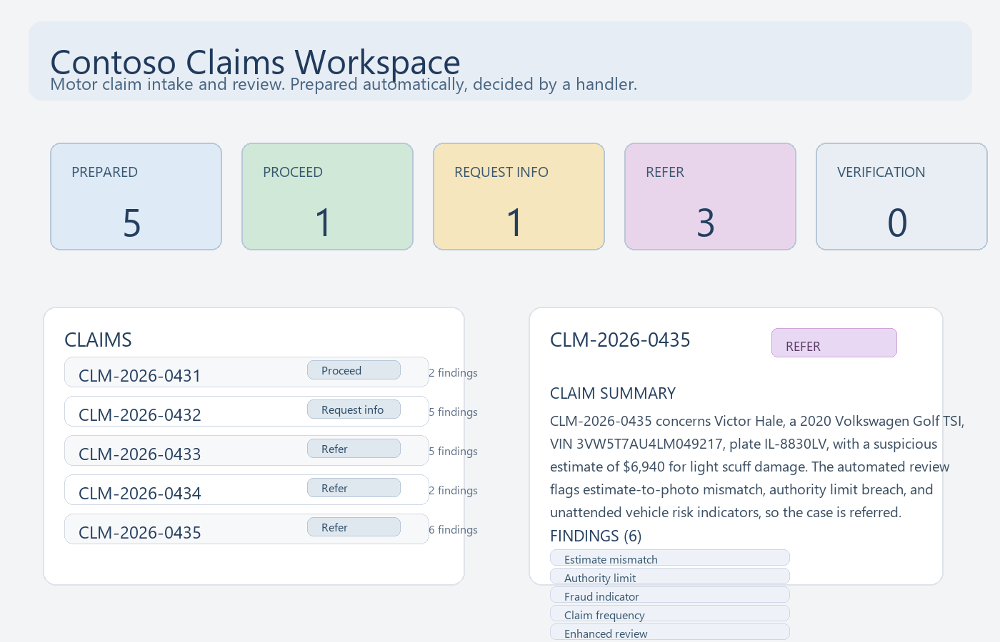 Contoso Claims Workspace
Motor claim intake and review. Prepared automatically, decided by a handler.
PREPARED
5
PROCEED
1
REQUEST INFO
1
REFER
3
VERIFICATION
0
CLAIMS
CLM-2026-0431 Proceed 2 findings
CLM-2026-0432 Request info 5 findings
CLM-2026-0433 Refer 5 findings
CLM-2026-0434 Refer 2 findings
CLM-2026-0435 Refer 6 findings
CLM-2026-0435 REFER
CLAIM SUMMARY
CLM-2026-0435 concerns Victor Hale, a 2020 Volkswagen Golf TSI,
VIN 3VW5T7AU4LM049217, plate IL-8830LV, with a suspicious
estimate of $6,940 for light scuff damage. The automated review
flags estimate-to-photo mismatch, authority limit breach, and
unattended vehicle risk indicators, so the case is referred.
FINDINGS (6)
Estimate mismatch
Authority limit
Fraud indicator
Claim frequency
Enhanced review